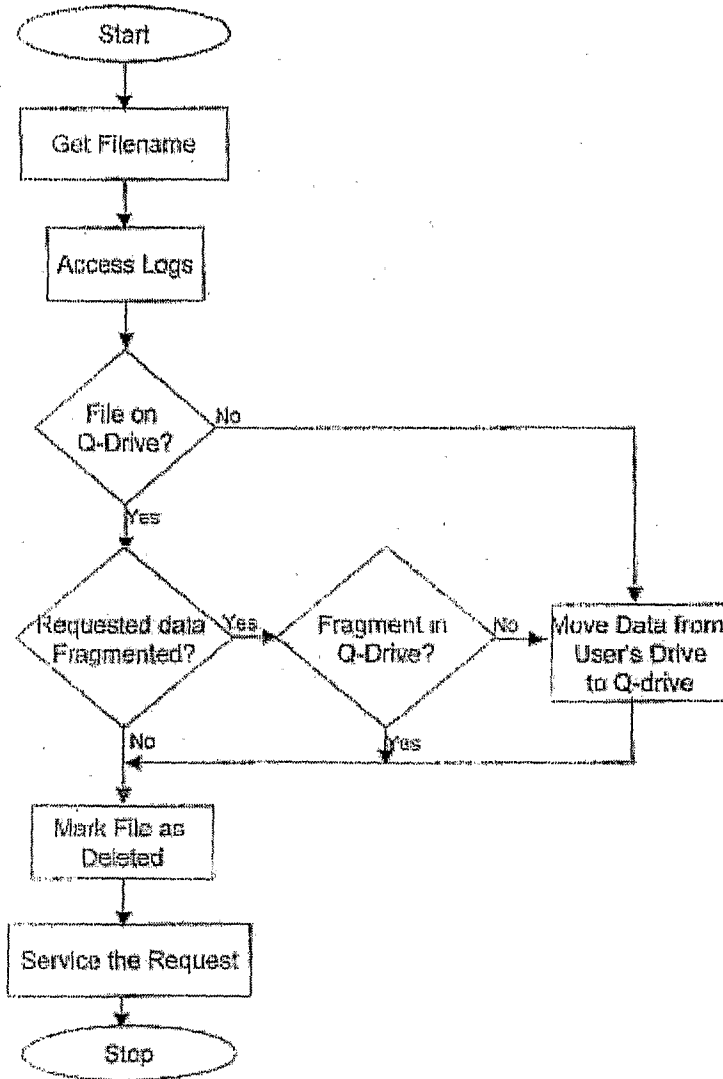 Start
Get Filename
Access Logs
File on
Q-Drive?
No
Yes
Requested data
Fragmented?
Yes
Fragment in
Q-Drive?
No
Move Data from
User's Drive
to Q-drive
No
Yes
Mark File as
Deleted
Service the Request
Stop